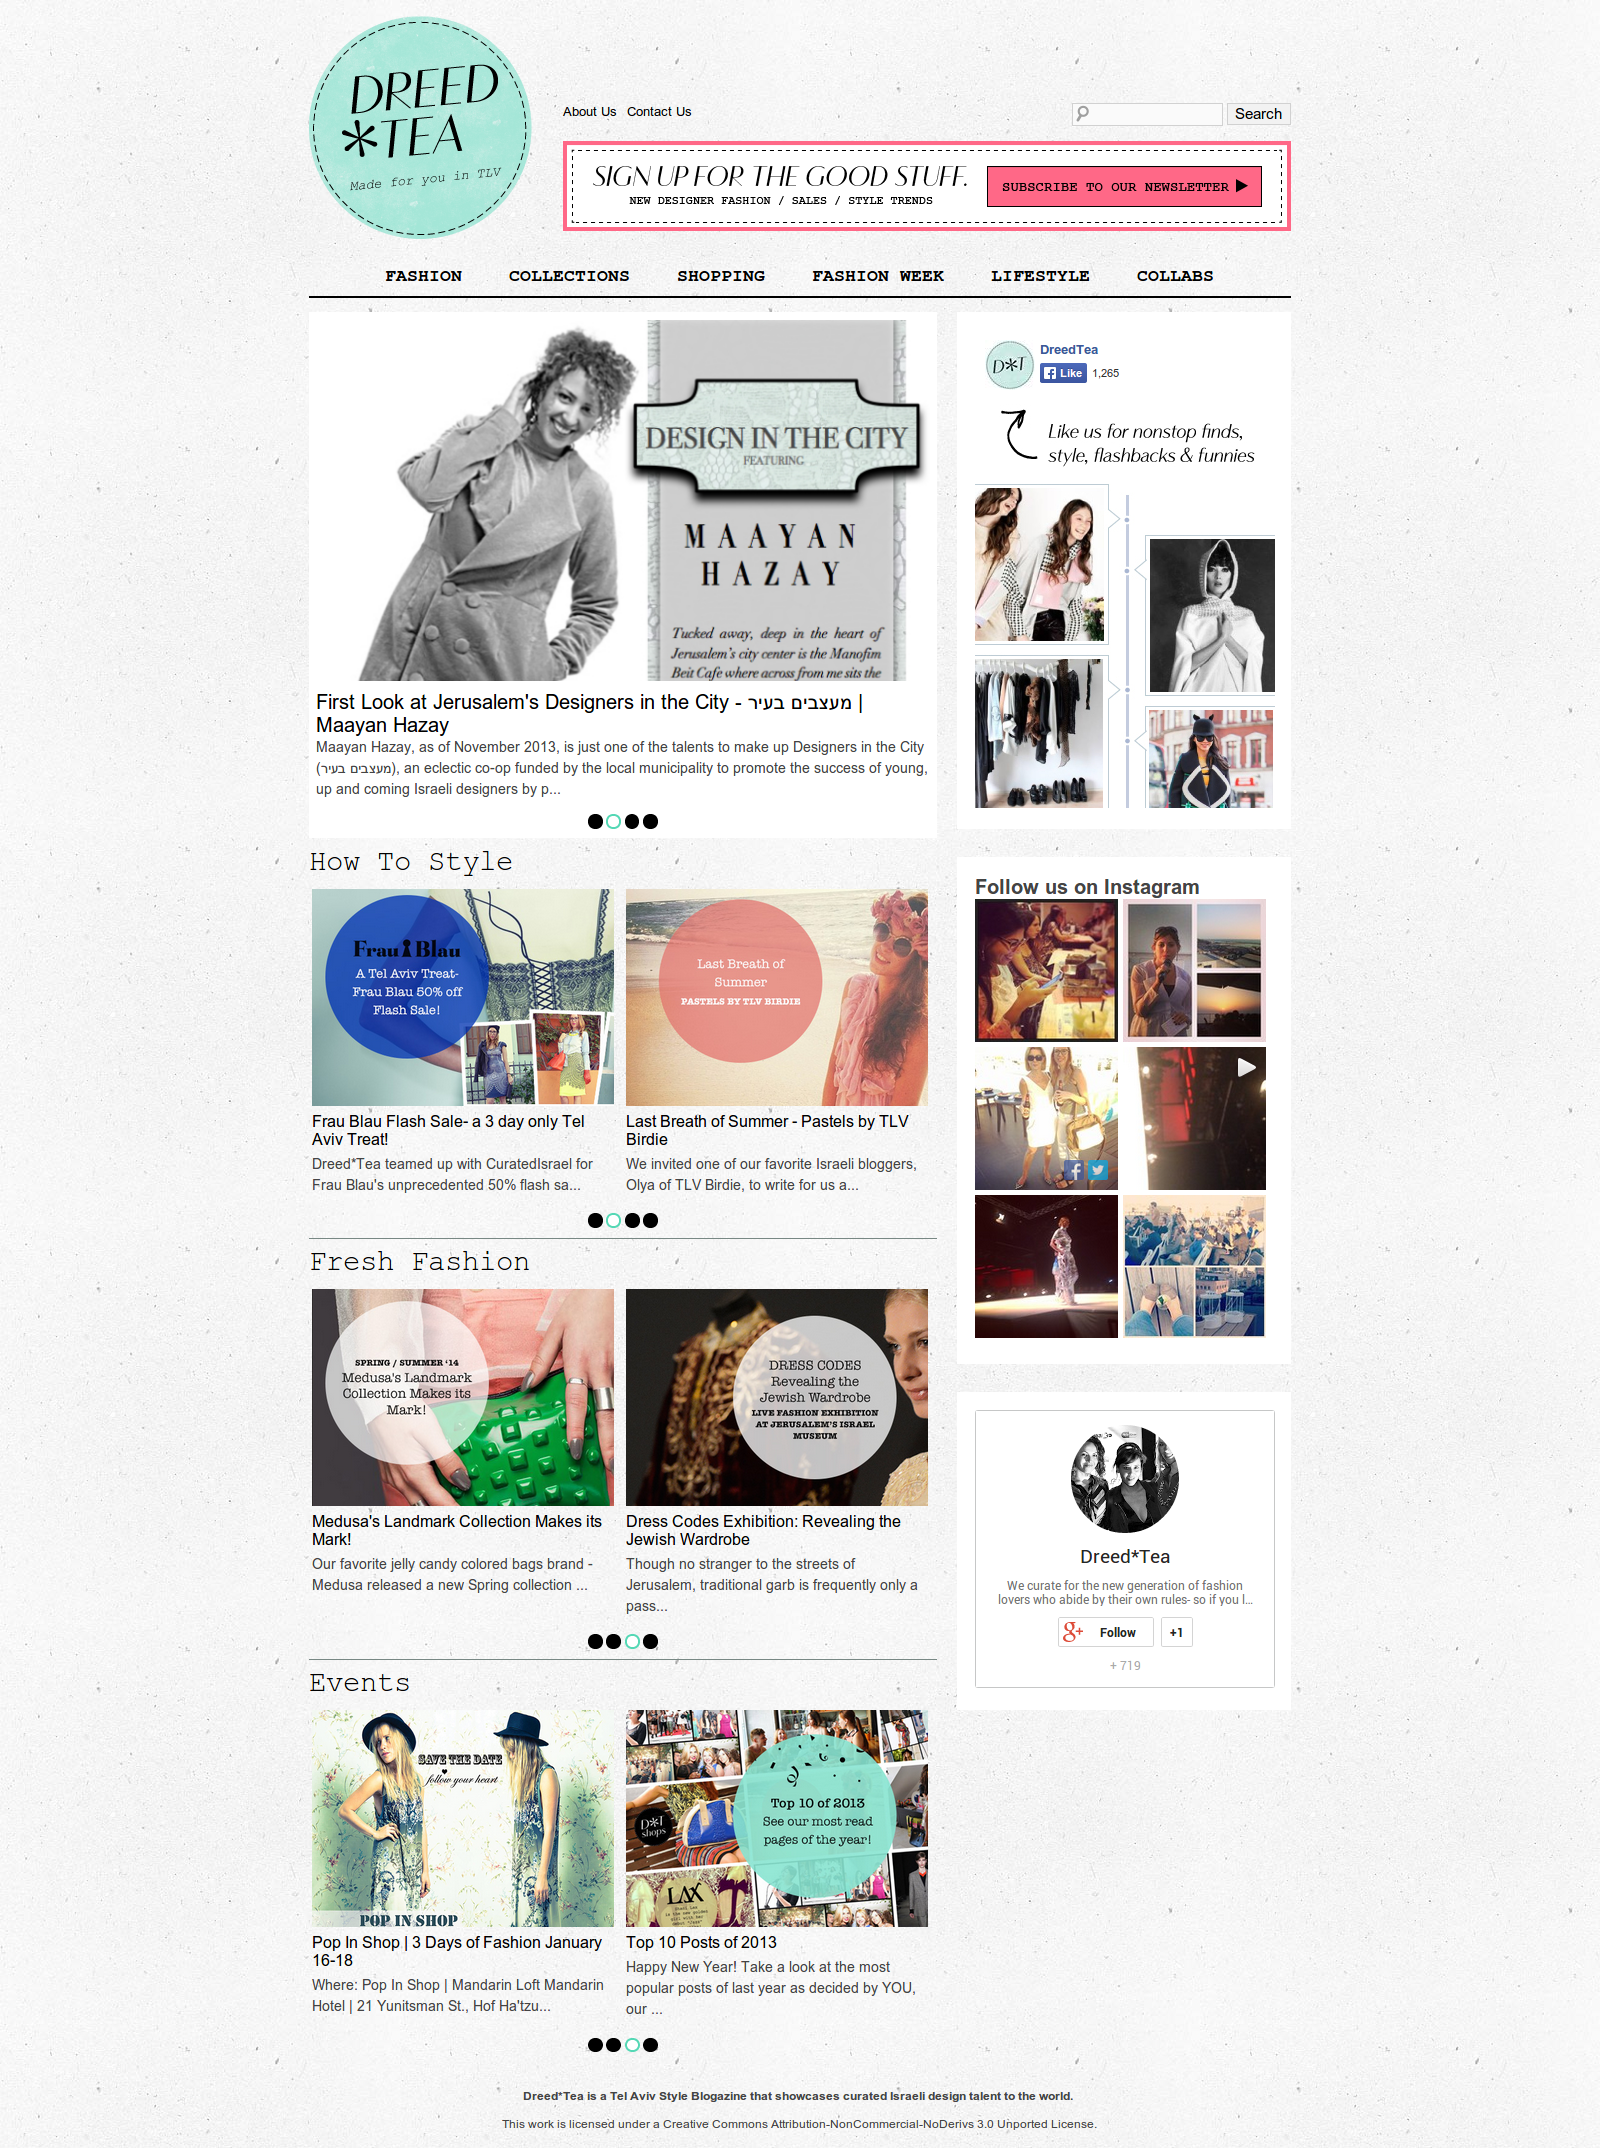 DREED
*TEA
Made for you in TLV
About Us Contact Us
Search
SIGN UP FOR THE GOOD STUFF.
NEW DESIGNER FASHION / SALES / STYLE TRENDS
SUBSCRIBE TO OUR NEWSLETTER
FASHION COLLECTIONS SHOPPING FASHION WEEK LIFESTYLE COLLABS
DESIGN IN THE CITY
FEATURING
MAAYAN
HAZAY
Tucked away, deep in the heart of
Jerusalem's city center is the Manofim
Beit Cafe where across from me sits the
First Look at Jerusalem's Designers in the City - מעצבים בעיר |
Maayan Hazay
Maayan Hazay, as of November 2013, is just one of the talents to make up Designers in the City
(מעצבים בעיר), an eclectic co-op funded by the local municipality to promote the success of young,
up and coming Israeli designers by p...
D*T
DreedTea
Like 1,265
Like us for nonstop finds,
style, flashbacks & funnies
How To Style
Frau Blau
A Tel Aviv Treat-
Frau Blau 50% off
Flash Sale!
Last Breath of
Summer
PASTELS BY TLV BIRDIE
Frau Blau Flash Sale- a 3 day only Tel
Aviv Treat!
Dreed*Tea teamed up with CuratedIsrael for
Frau Blau's unprecedented 50% flash sa...
Last Breath of Summer - Pastels by TLV
Birdie
We invited one of our favorite Israeli bloggers,
Olya of TLV Birdie, to write for us a...
Follow us on Instagram
Fresh Fashion
SPRING / SUMMER '14
Medusa's Landmark
Collection Makes its
Mark!
DRESS CODES
Revealing the
Jewish Wardrobe
LIVE FASHION EXHIBITION
AT JERUSALEM'S ISRAEL
MUSEUM
Medusa's Landmark Collection Makes its
Mark!
Our favorite jelly candy colored bags brand -
Medusa released a new Spring collection ...
Dress Codes Exhibition: Revealing the
Jewish Wardrobe
Though no stranger to the streets of
Jerusalem, traditional garb is frequently only a
pass...
Dreed*Tea
We curate for the new generation of fashion
lovers who abide by their own rules- so if you l...
g+ Follow +1
+ 719
Events
SAVE THE DATE
follow your heart
POP IN SHOP
Top 10 of 2013
See our most read
pages of the year!
D*T
shops
LAX
Pop In Shop | 3 Days of Fashion January
16-18
Where: Pop In Shop | Mandarin Loft Mandarin
Hotel | 21 Yunitsman St., Hof Ha'tzu...
Top 10 Posts of 2013
Happy New Year! Take a look at the most
popular posts of last year as decided by YOU,
our ...
Dreed*Tea is a Tel Aviv Style Blogazine that showcases curated Israeli design talent to the world.
This work is licensed under a Creative Commons Attribution-NonCommercial-NoDerivs 3.0 Unported License.